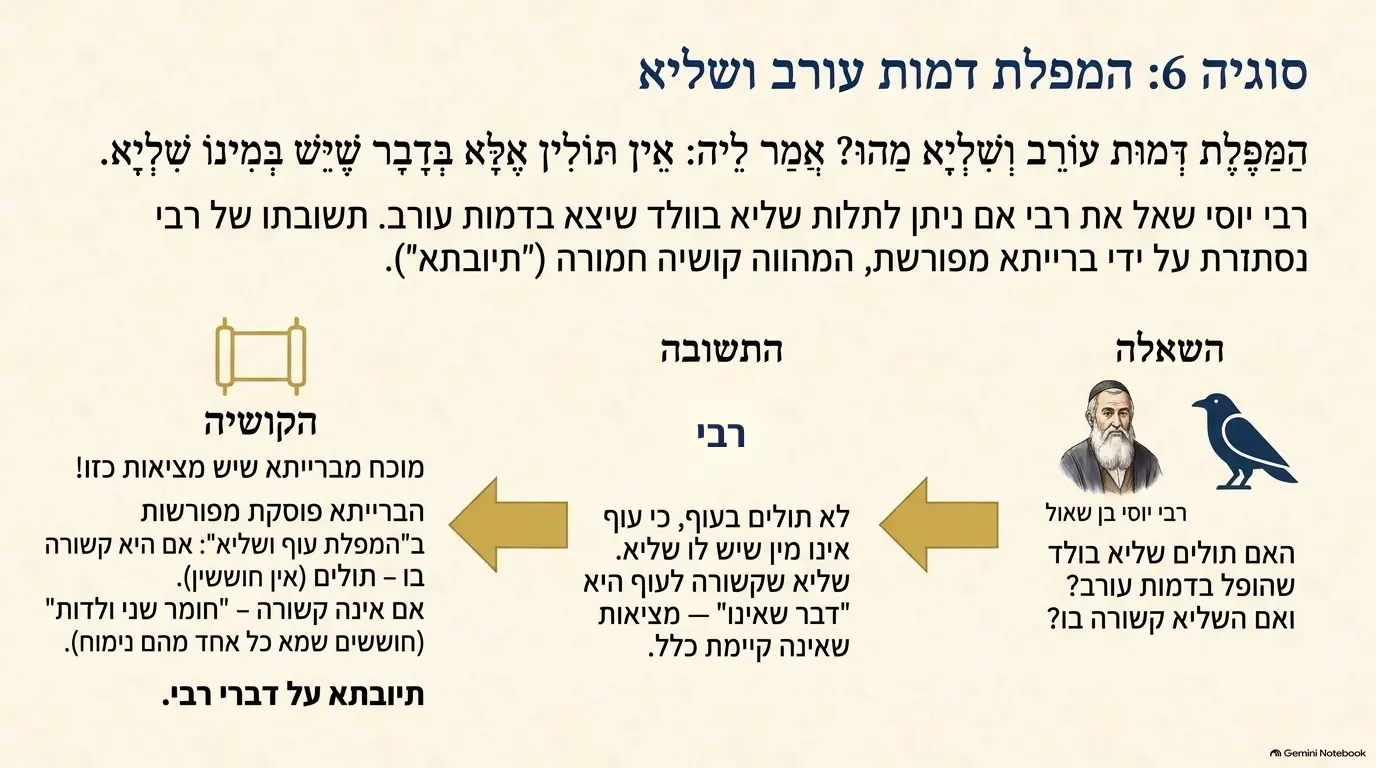 סוגיה 6: המפלת דמות עורב ושליא
הַמַּפֶּלֶת דְּמוּת עוֹרֵב וְשִׁלְיָא מַהוּ? אֲמַר לֵיהּ: אֵין תּוֹלִין אֶלָּא בְּדָבָר שֶׁיֵּשׁ בְּמִינוֹ שִׁלְיָא.
רבי יוסי שאל את רבי אם ניתן לתלות שליא בוולד שיצא בדמות עורב. תשובתו של רבי
נסתזרת על ידי ברייתא מפורשת, המהווה קושיה חמורה ("תיובתא").
השאלה
רבי יוסי בן שאול
האם תולים שליא בולד
שהופל בדמות עורב?
ואם השליא קשורה בו?
התשובה
רבי
לא תולים בעוף, כי עוף
אינו מין שיש לו שליא.
שליא שקשורה לעוף היא
"דבר שאינו" — מציאות
שאינה קיימת כלל.
הקושיה
מוכח מברייתא שיש מציאות כזו!
הברייתא פוסקת מפורשות
ב"המפלת עוף ושליא": אם היא קשורה
בו – תולים (אין חוששין).
אם אינה קשורה – "חומר שני ולדות"
(חוששים שמא כל אחד מהם נימוח).
תיובתא על דברי רבי.
Gemini Notebook